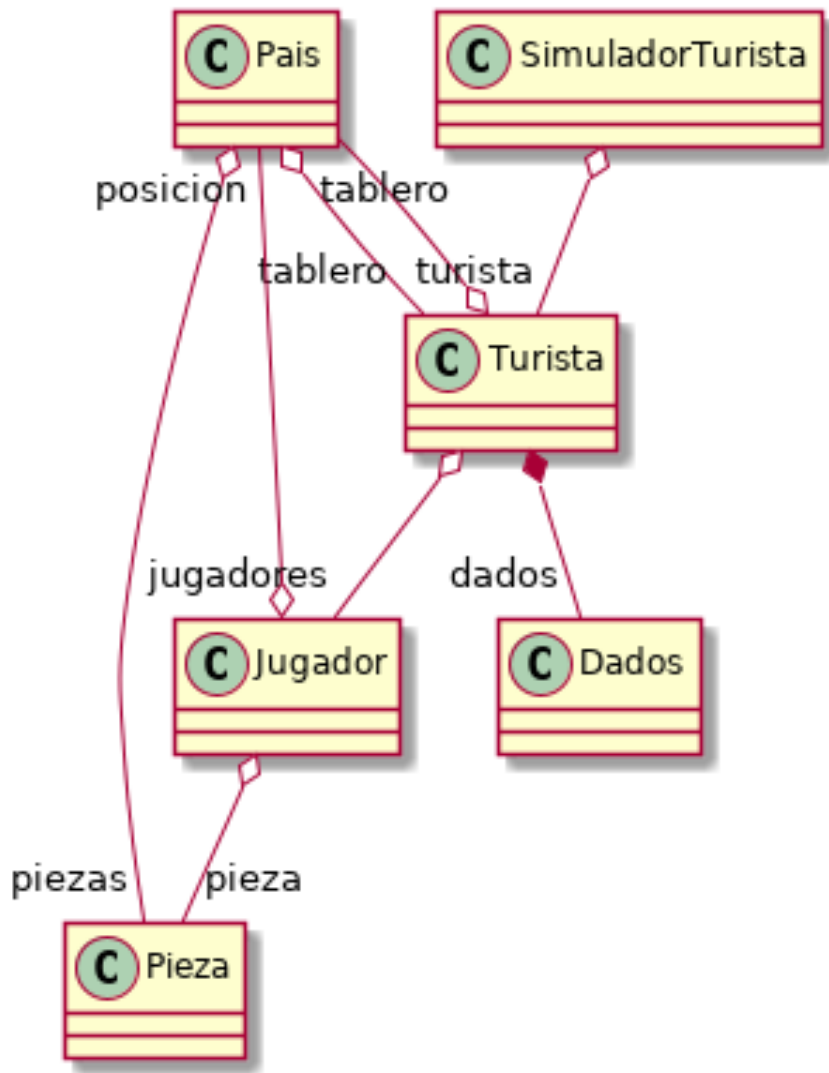 C Pais
C SimuladorTurista
posicion
tablero
tablero
turista
C Turista
jugadores
dados
C Jugador
C Dados
piezas
pieza
C Pieza